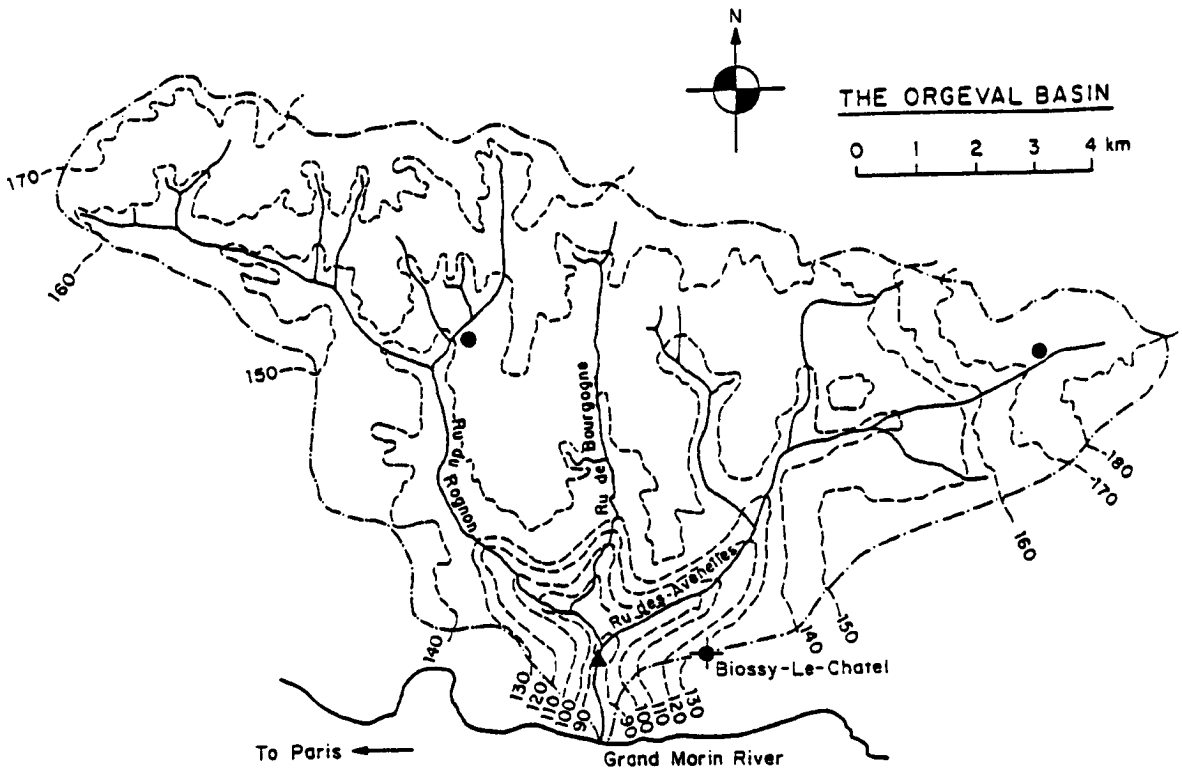 N
THE ORGEVAL BASIN
0 1 2 3 4 km
170
160
150
Ru du Rognon
Ru de Bourgogne
Ru des-Avenelles
180
170
160
150
140
140
130
120
110
100
90
90
100
110
120
130
Biossy-Le-Chatel
To Paris
Grand Morin River